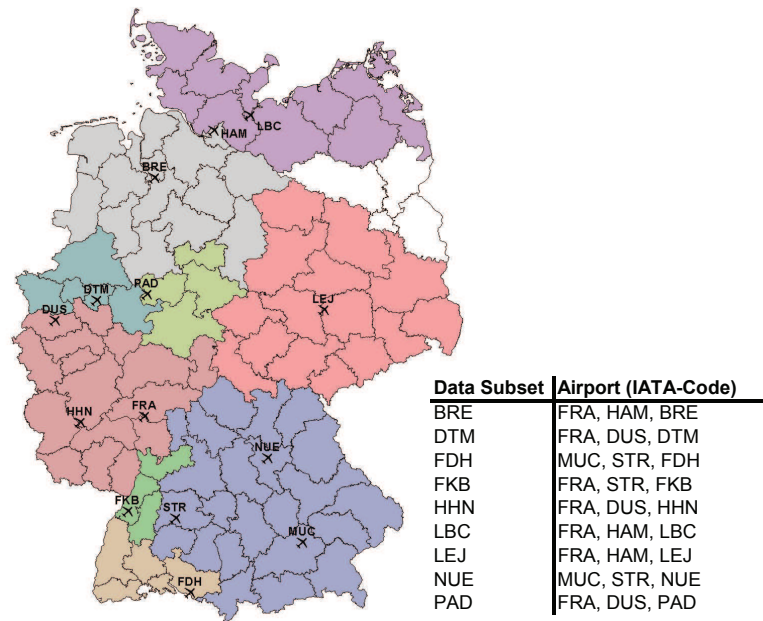 HAM
LBC
BRE
DTM
PAD
DUS
LEJ
HHN
FRA
NUE
FKB
STR
MUC
FDH
Data Subset Airport (IATA-Code)
BRE FRA, HAM, BRE
DTM FRA, DUS, DTM
FDH MUC, STR, FDH
FKB FRA, STR, FKB
HHN FRA, DUS, HHN
LBC FRA, HAM, LBC
LEJ FRA, HAM, LEJ
NUE MUC, STR, NUE
PAD FRA, DUS, PAD